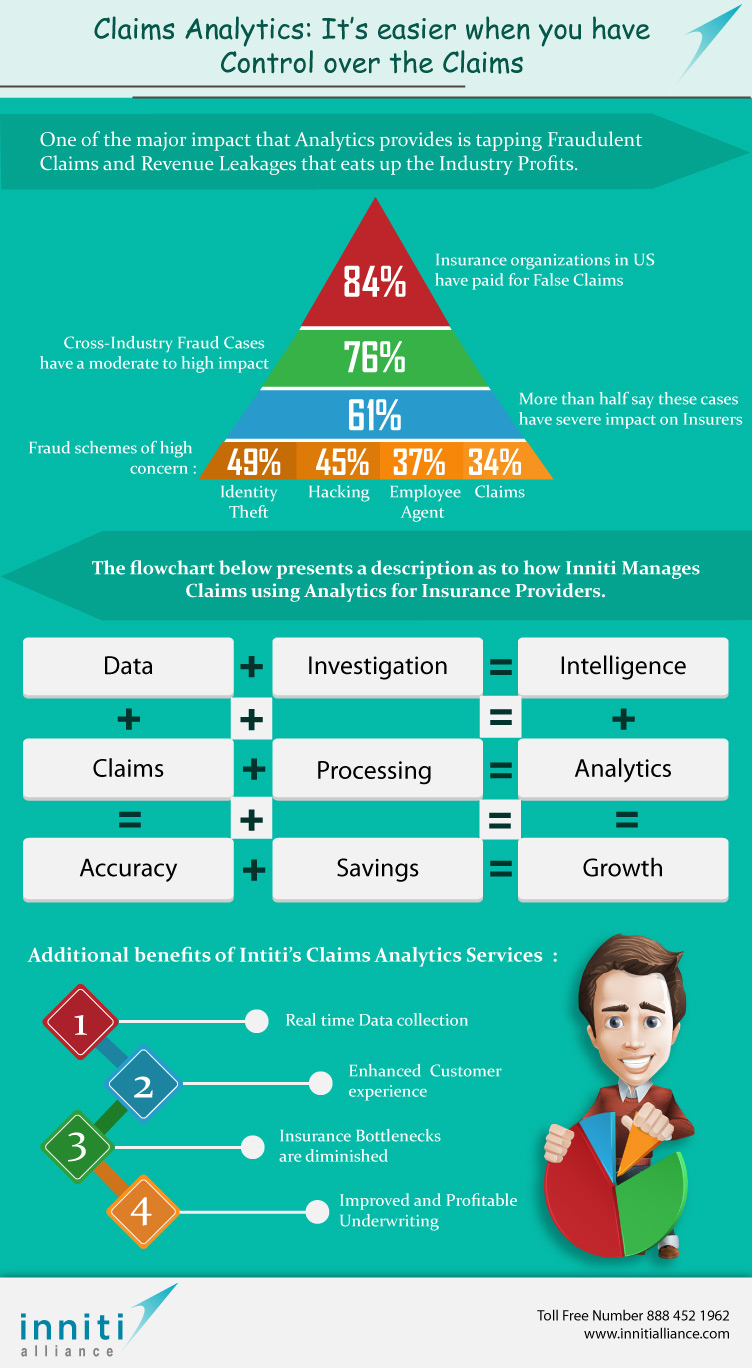 Claims Analytics: It's easier when you have
Control over the Claims
One of the major impact that Analytics provides is tapping Fraudulent
Claims and Revenue Leakages that eats up the Industry Profits.
84%
Insurance organizations in US
have paid for False Claims
Cross-Industry Fraud Cases
have a moderate to high impact
76%
61%
More than half say these cases
have severe impact on Insurers
Fraud schemes of high
concern :
49% 45% 37% 34%
Identity
Theft
Hacking
Employee
Agent
Claims
The flowchart below presents a description as to how Inniti Manages
Claims using Analytics for Insurance Providers.
Data + Investigation = Intelligence
+ + = +
Claims + Processing = Analytics
= + = =
Accuracy + Savings = Growth
Additional benefits of Intiti's Claims Analytics Services :
1
Real time Data collection
2
Enhanced Customer
experience
3
Insurance Bottlenecks
are diminished
4
Improved and Profitable
Underwriting
inniti
alliance
Toll Free Number 888 452 1962
www.innitialliance.com